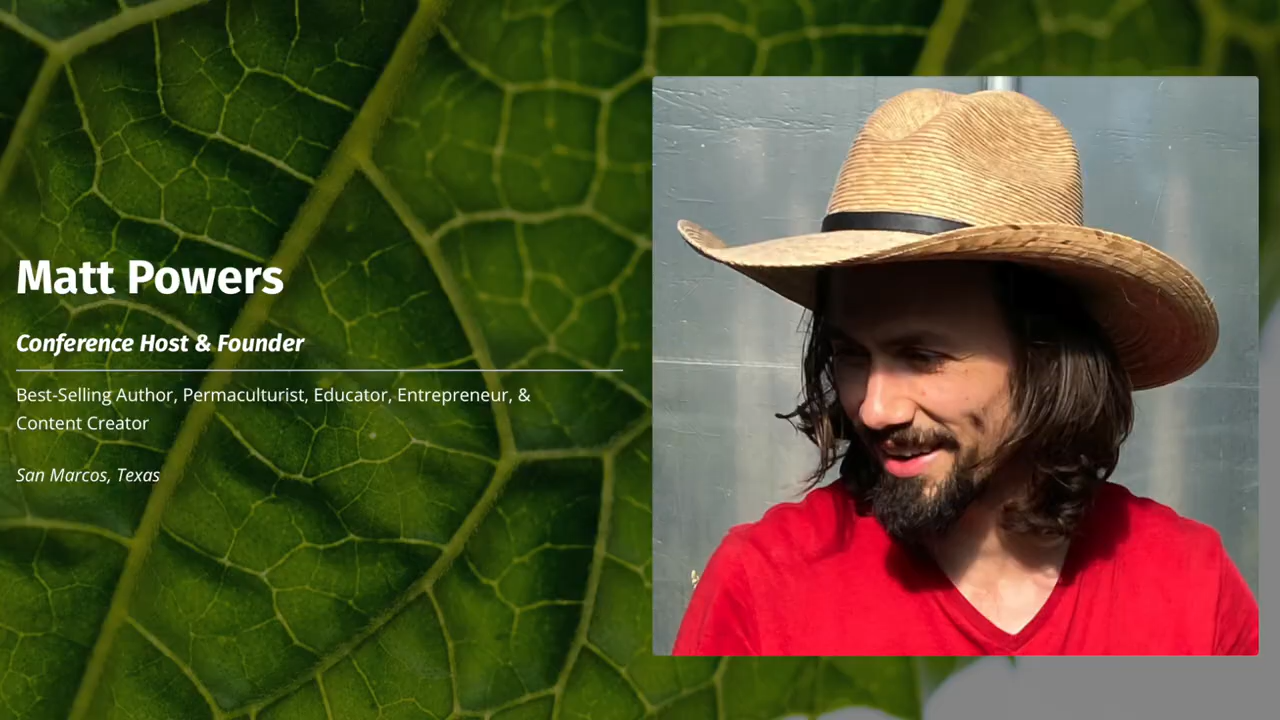 Matt Powers
Conference Host & Founder
Best-Selling Author, Permaculturist, Educator, Entrepreneur, &
Content Creator
San Marcos, Texas